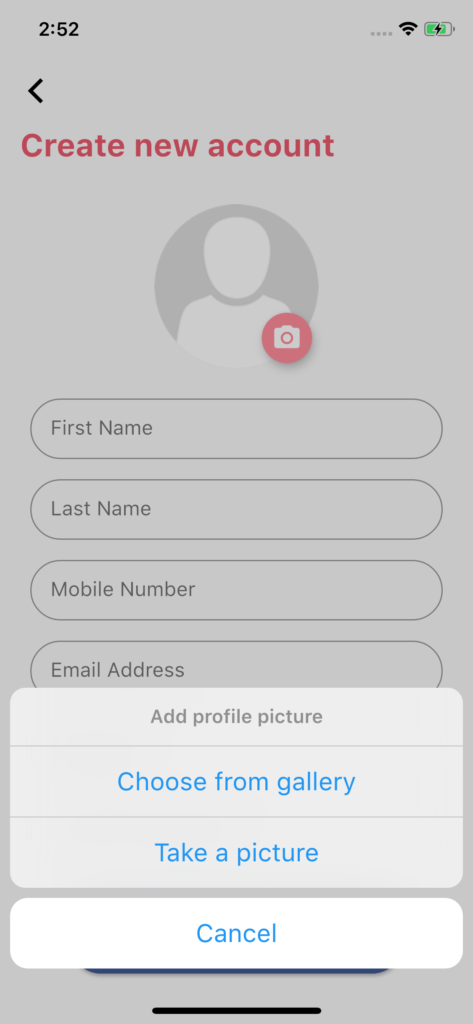 2:52
Create new account
First Name
Last Name
Mobile Number
Email Address
Add profile picture
Choose from gallery
Take a picture
Cancel